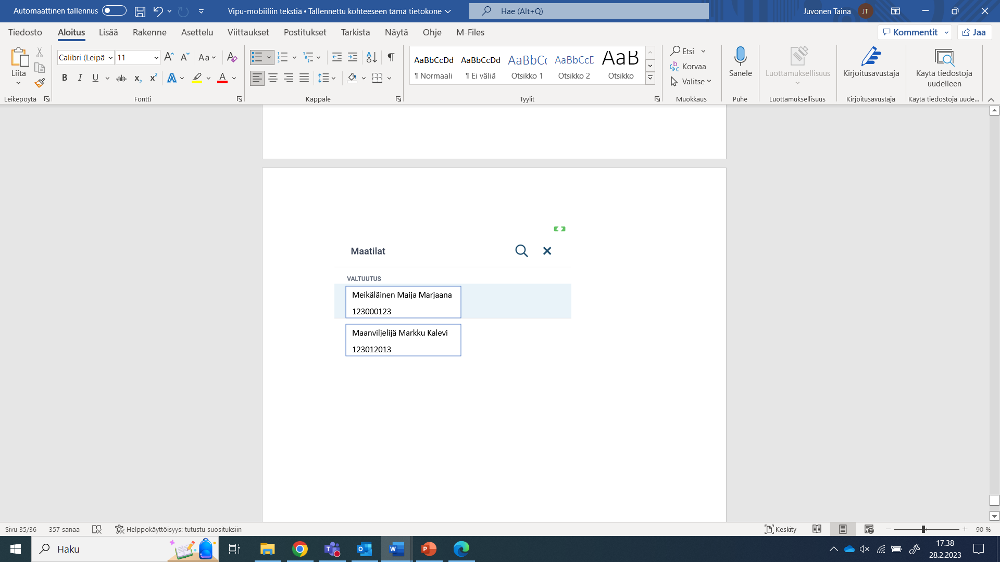 Automaattinen tallennus
Vipu-mobiiliin tekstiä • Tallennettu kohteeseen tämä tietokone
Hae (Alt+Q)
Juvonen Taina
JT
Tiedosto Aloitus Lisää Rakenne Asettelu Viittaukset Postitukset Tarkista Näytä Ohje M-Files
Kommentit
Jaa
Liitä
Leikepöytä
Calibri (Leipä
11
Fontti
Kappale
AaBbCcDd AaBbCcDd AaBbCc AaBbCcD AaB
¶ Normaali ¶ Ei väliä Otsikko 1 Otsikko 2 Otsikko
Tyylit
Etsi
Korvaa
Valitse
Muokkaus
Sanele
Puhe
Luottamuksellisuus
Luottamuksellisuus
Kirjoitusavustaja
Kirjoitusavustaja
Käytä tiedostoja
uudelleen
Käytä tiedostoja uude...
Maatilat
VALTUUTUS
Meikäläinen Maija Marjaana
123000123
Maanviljelijä Markku Kalevi
123012013
Sivu 35/36 357 sanaa Helppokäyttöisyys: tutustu suosituksiin
Keskity
90 %
Haku
17.38
28.2.2023